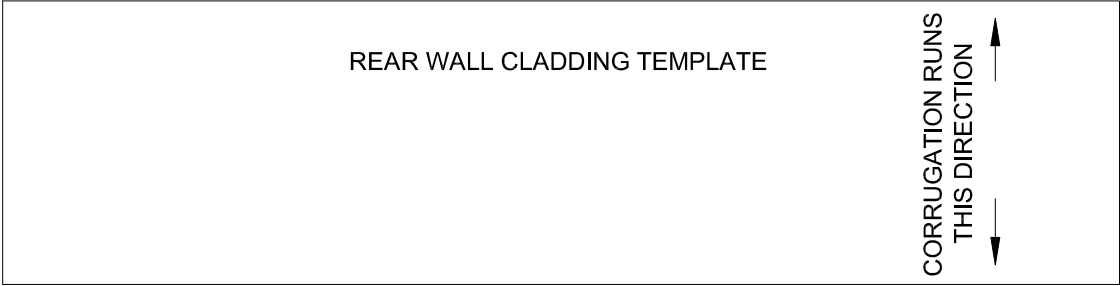 REAR WALL CLADDING TEMPLATE
CORRUGATION RUNS
THIS DIRECTION